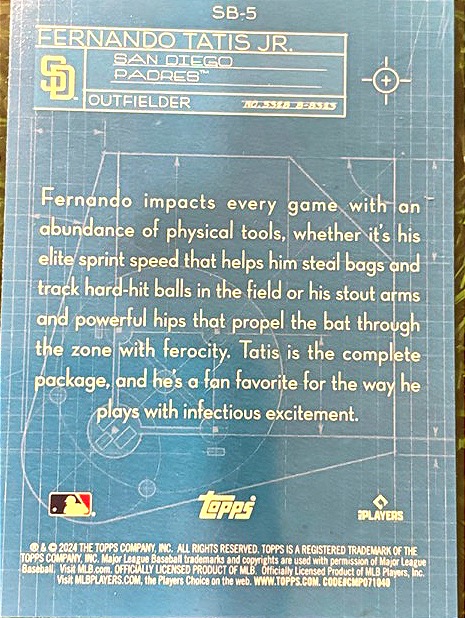 SB-5
FERNANDO TATIS JR.
SD
SAN DIEGO
PADRES™
OUTFIELDER
Fernando impacts every game with an
abundance of physical tools, whether it's his
elite sprint speed that helps him steal bags and
track hard-hit balls in the field or his stout arms
and powerful hips that propel the bat through
the zone with ferocity. Tatis is the complete
package, and he's a fan favorite for the way he
plays with infectious excitement.
topps
PLAYERS
® & © 2024 THE TOPPS COMPANY, INC. ALL RIGHTS RESERVED. TOPPS IS A REGISTERED TRADEMARK OF THE
TOPPS COMPANY, INC. Major League Baseball trademarks and copyrights are used with permission of Major League
Baseball. Visit MLB.com. OFFICIALLY LICENSED PRODUCT OF MLB. Officially Licensed Product of MLB Players, Inc.
Visit MLBPLAYERS.COM, the Players Choice on the web. WWW.TOPPS.COM. CODE#CMP071040